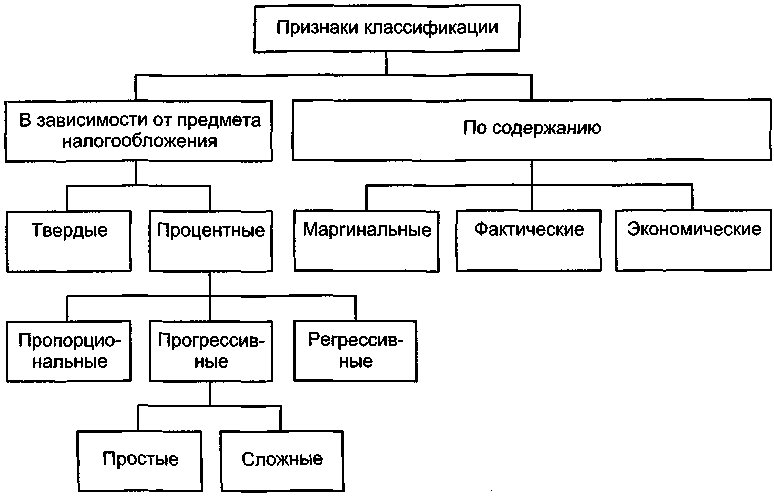 Признаки классификации
В зависимости от предмета
налогообложения
По содержанию
Твердые
Процентные
Маргинальные
Фактические
Экономические
Пропорцио-
нальные
Прогрессив-
ные
Регрессив-
ные
Простые
Сложные